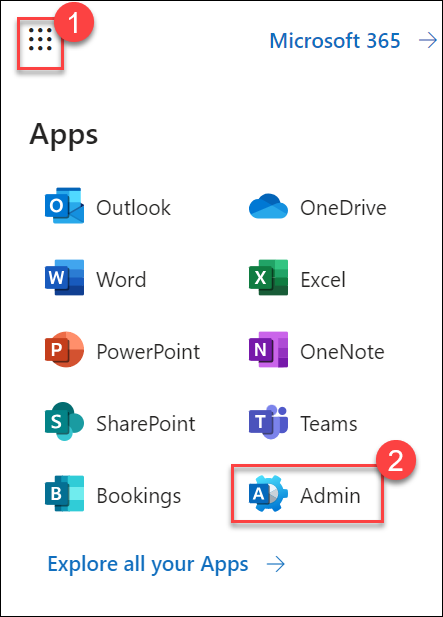 1
Microsoft 365
Apps
Outlook OneDrive
Word Excel
PowerPoint OneNote
SharePoint Teams
2
Bookings Admin
Explore all your Apps